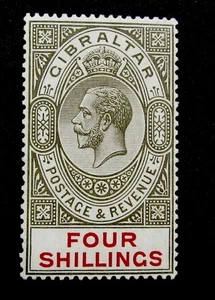 GIBRALTAR
POSTAGE & REVENUE
FOUR
SHILLINGS